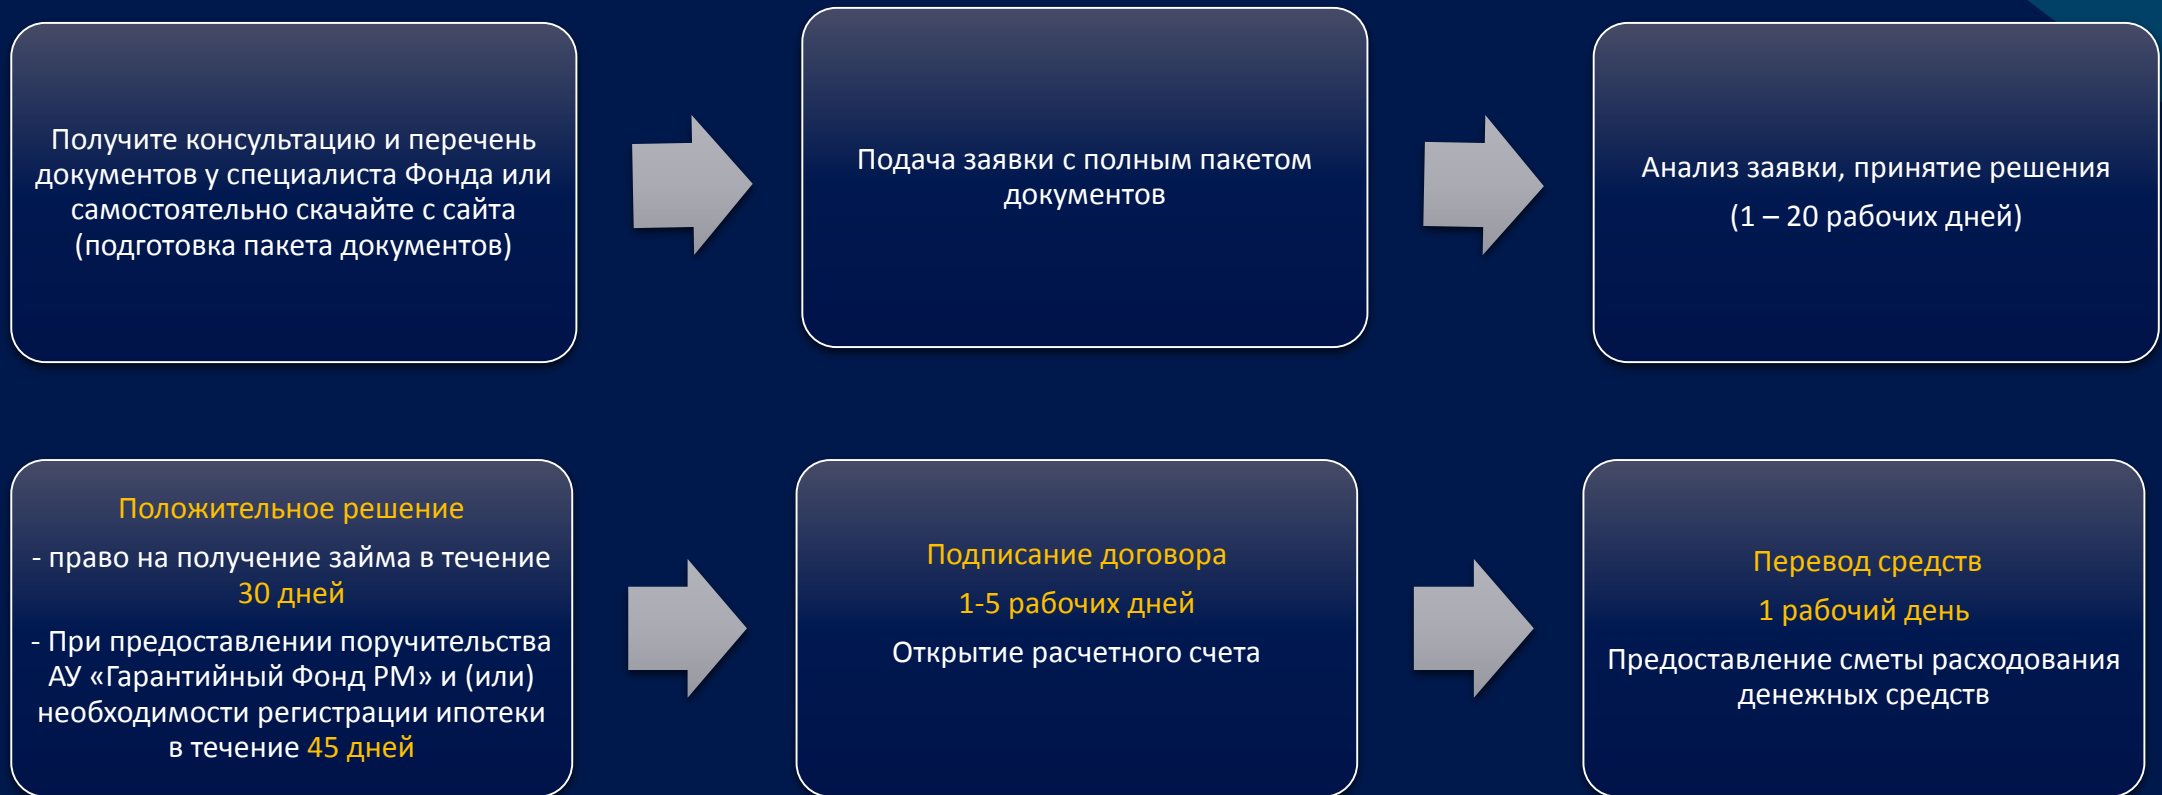 Получите консультацию и перечень
документов у специалиста Фонда или
самостоятельно скачайте с сайта
(подготовка пакета документов)
Подача заявки с полным пакетом
документов
Анализ заявки, принятие решения
(1 – 20 рабочих дней)
Положительное решение
- право на получение займа в течение
30 дней
- При предоставлении поручительства
АУ «Гарантийный Фонд РМ» и (или)
необходимости регистрации ипотеки
в течение 45 дней
Подписание договора
1-5 рабочих дней
Открытие расчетного счета
Перевод средств
1 рабочий день
Предоставление сметы расходования
денежных средств